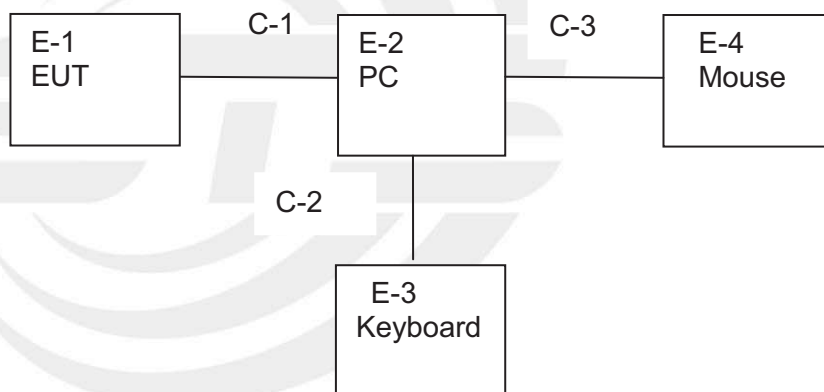 C-1
C-3
E-1
EUT
E-2
PC
E-4
Mouse
C-2
E-3
Keyboard